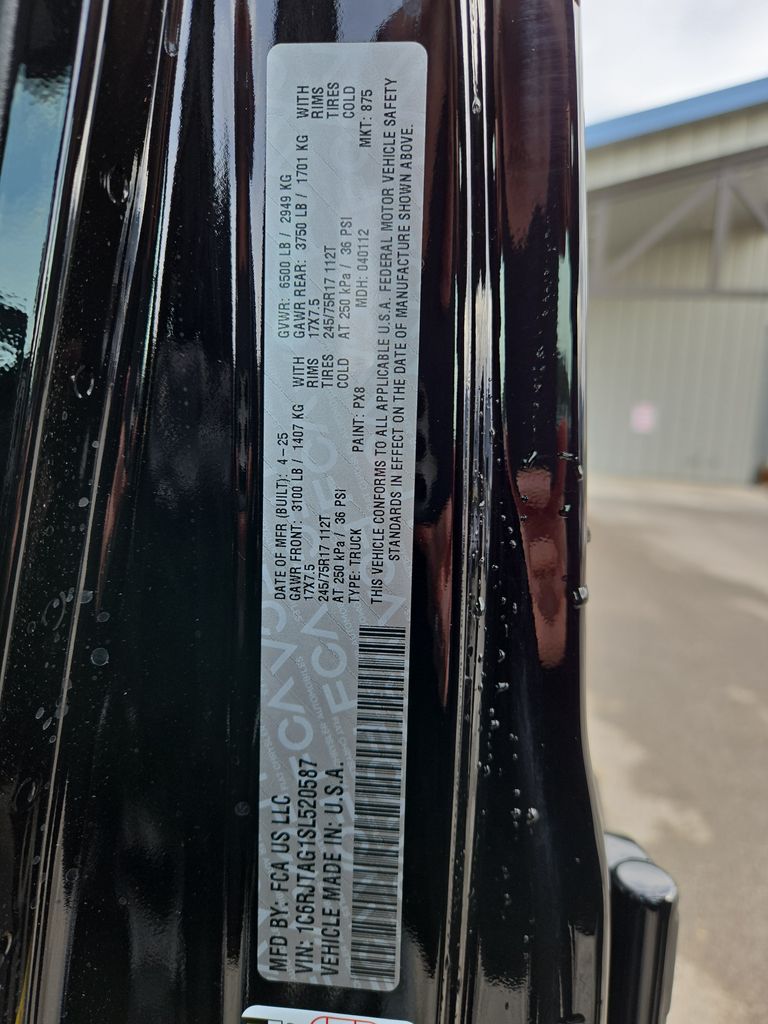 MFD BY: FCA US LLC
VIN: 1C6RJTAG1SL520587
VEHICLE MADE IN: U.S.A.
DATE OF MFR (BUILT): 4-25 GVWR: 6500 LB / 2949 KG
GAWR FRONT: 3100 LB / 1407 KG WITH GAWR REAR: 3750 LB / 1701 KG WITH
17X7.5 RIMS 17X7.5 RIMS
245/75R17 112T TIRES 245/75R17 112T TIRES
AT 250 kPa / 36 PSI COLD AT 250 kPa / 36 PSI COLD
TYPE: TRUCK PAINT: PX8 MDH: 040112 MKT: 875
THIS VEHICLE CONFORMS TO ALL APPLICABLE U.S.A. FEDERAL MOTOR VEHICLE SAFETY
STANDARDS IN EFFECT ON THE DATE OF MANUFACTURE SHOWN ABOVE.